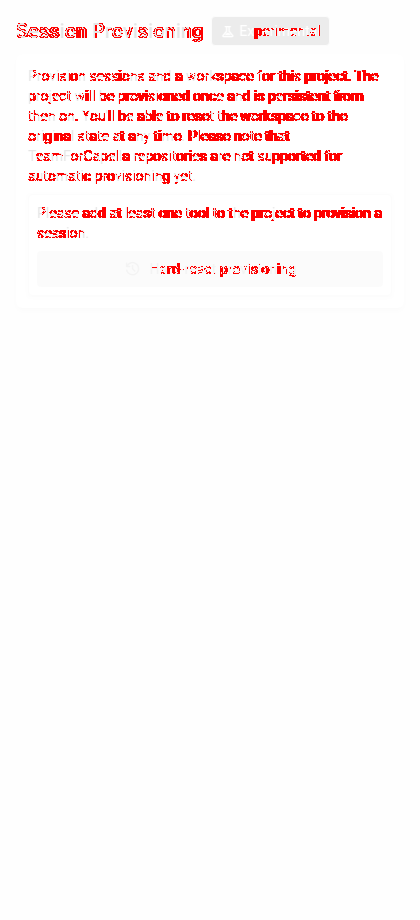 Session Provisioning Experimental
Provision sessions and a workspace for this project. The
project will be provisioned once and is persistent from
then on. You'll be able to reset the workspace to the
original state at any time. Please note that
TeamForCapella repositories are not supported for
automatic provisioning yet.
Please add at least one tool to the project to provision a
session.
provisioning